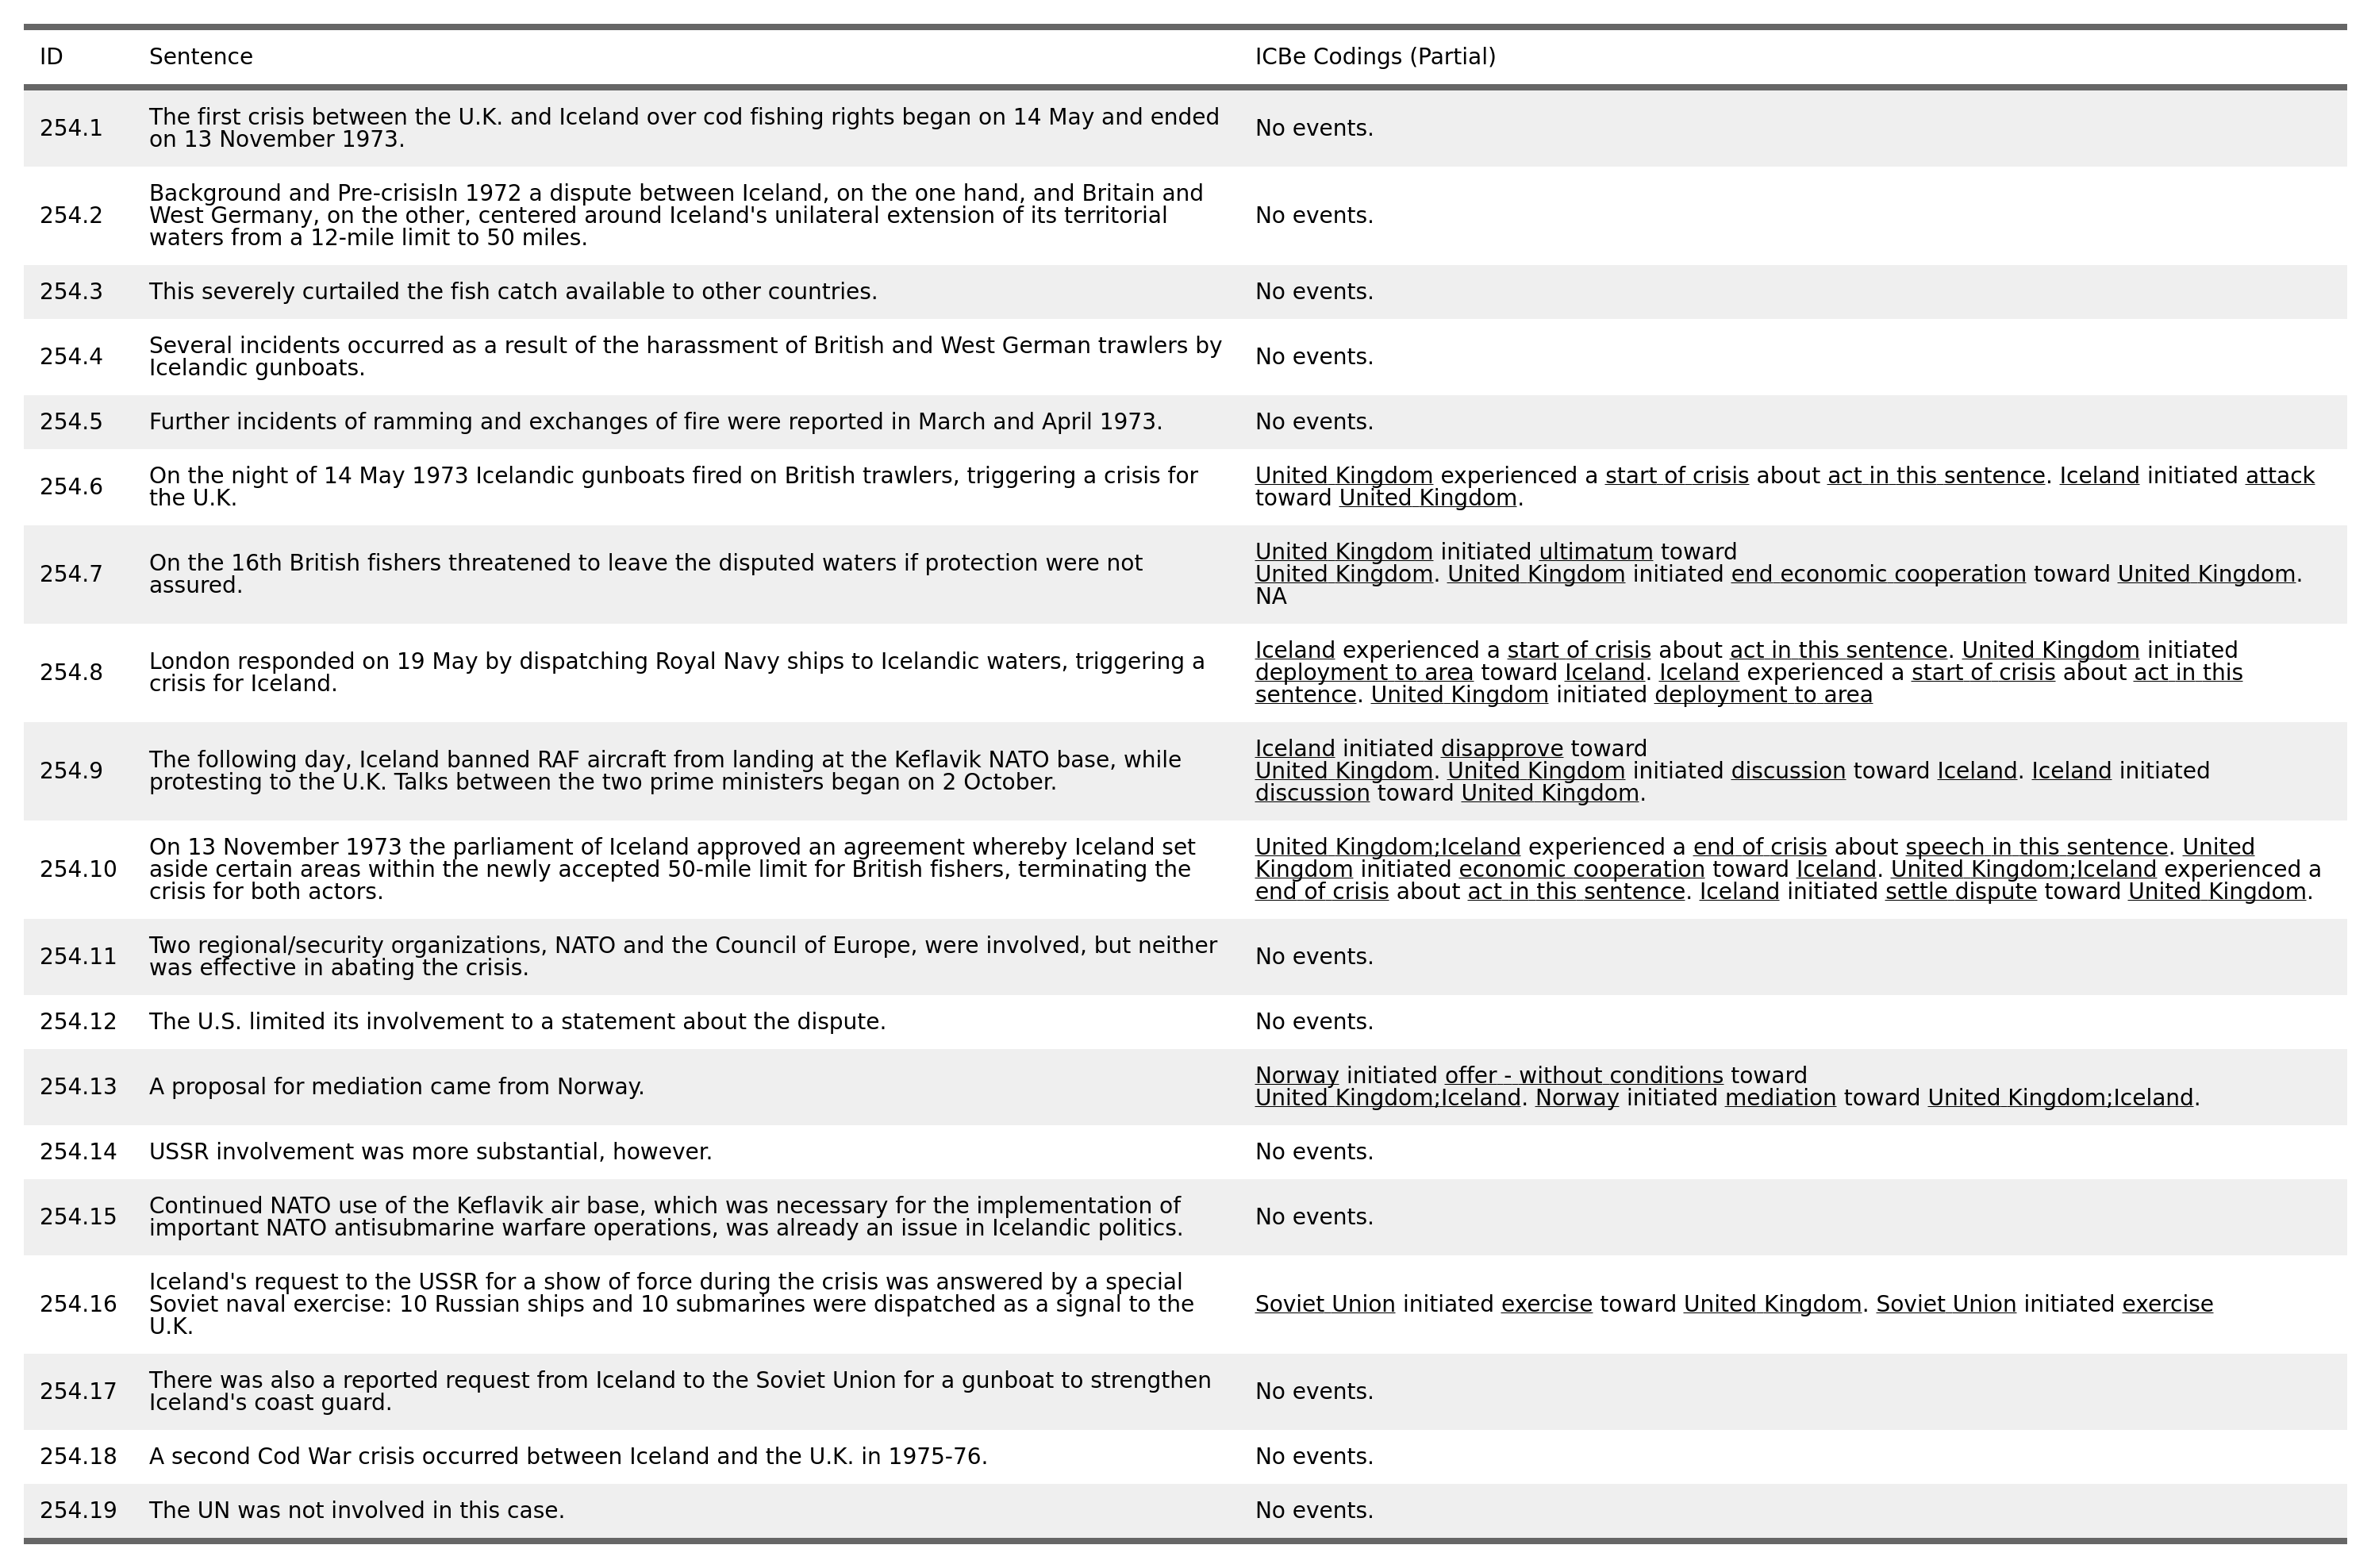 ID Sentence ICBe Codings (Partial)
254.1 The first crisis between the U.K. and Iceland over cod fishing rights began on 14 May and ended
on 13 November 1973.
No events.
254.2 Background and Pre-crisisIn 1972 a dispute between Iceland, on the one hand, and Britain and
West Germany, on the other, centered around Iceland's unilateral extension of its territorial
waters from a 12-mile limit to 50 miles.
No events.
254.3 This severely curtailed the fish catch available to other countries.
No events.
254.4 Several incidents occurred as a result of the harassment of British and West German trawlers by
Icelandic gunboats.
No events.
254.5 Further incidents of ramming and exchanges of fire were reported in March and April 1973.
No events.
254.6 On the night of 14 May 1973 Icelandic gunboats fired on British trawlers, triggering a crisis for
the U.K.
United Kingdom experienced a start of crisis about act in this sentence. Iceland initiated attack
toward United Kingdom.
254.7 On the 16th British fishers threatened to leave the disputed waters if protection were not
assured.
United Kingdom initiated ultimatum toward
United Kingdom. United Kingdom initiated end economic cooperation toward United Kingdom.
NA
254.8 London responded on 19 May by dispatching Royal Navy ships to Icelandic waters, triggering a
crisis for Iceland.
Iceland experienced a start of crisis about act in this sentence. United Kingdom initiated
deployment to area toward Iceland. Iceland experienced a start of crisis about act in this
sentence. United Kingdom initiated deployment to area
254.9 The following day, Iceland banned RAF aircraft from landing at the Keflavik NATO base, while
protesting to the U.K. Talks between the two prime ministers began on 2 October.
Iceland initiated disapprove toward
United Kingdom. United Kingdom initiated discussion toward Iceland. Iceland initiated
discussion toward United Kingdom.
254.10 On 13 November 1973 the parliament of Iceland approved an agreement whereby Iceland set
aside certain areas within the newly accepted 50-mile limit for British fishers, terminating the
crisis for both actors.
United Kingdom;Iceland experienced a end of crisis about speech in this sentence. United
Kingdom initiated economic cooperation toward Iceland. United Kingdom;Iceland experienced a
end of crisis about act in this sentence. Iceland initiated settle dispute toward United Kingdom.
254.11 Two regional/security organizations, NATO and the Council of Europe, were involved, but neither
was effective in abating the crisis.
No events.
254.12 The U.S. limited its involvement to a statement about the dispute.
No events.
254.13 A proposal for mediation came from Norway.
Norway initiated offer - without conditions toward
United Kingdom;Iceland. Norway initiated mediation toward United Kingdom;Iceland.
254.14 USSR involvement was more substantial, however.
No events.
254.15 Continued NATO use of the Keflavik air base, which was necessary for the implementation of
important NATO antisubmarine warfare operations, was already an issue in Icelandic politics.
No events.
254.16 Iceland's request to the USSR for a show of force during the crisis was answered by a special
Soviet naval exercise: 10 Russian ships and 10 submarines were dispatched as a signal to the
U.K.
Soviet Union initiated exercise toward United Kingdom. Soviet Union initiated exercise
254.17 There was also a reported request from Iceland to the Soviet Union for a gunboat to strengthen
Iceland's coast guard.
No events.
254.18 A second Cod War crisis occurred between Iceland and the U.K. in 1975-76.
No events.
254.19 The UN was not involved in this case.
No events.